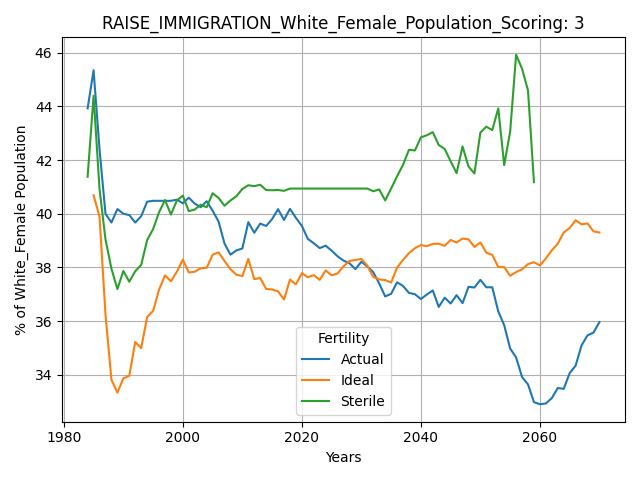 RAISE_IMMIGRATION_White_Female_Population_Scoring: 3
% of White_Female Population
46
44
42
40
38
36
34
Fertility
Actual
Ideal
Sterile
1980
2000
2020
2040
2060
Years